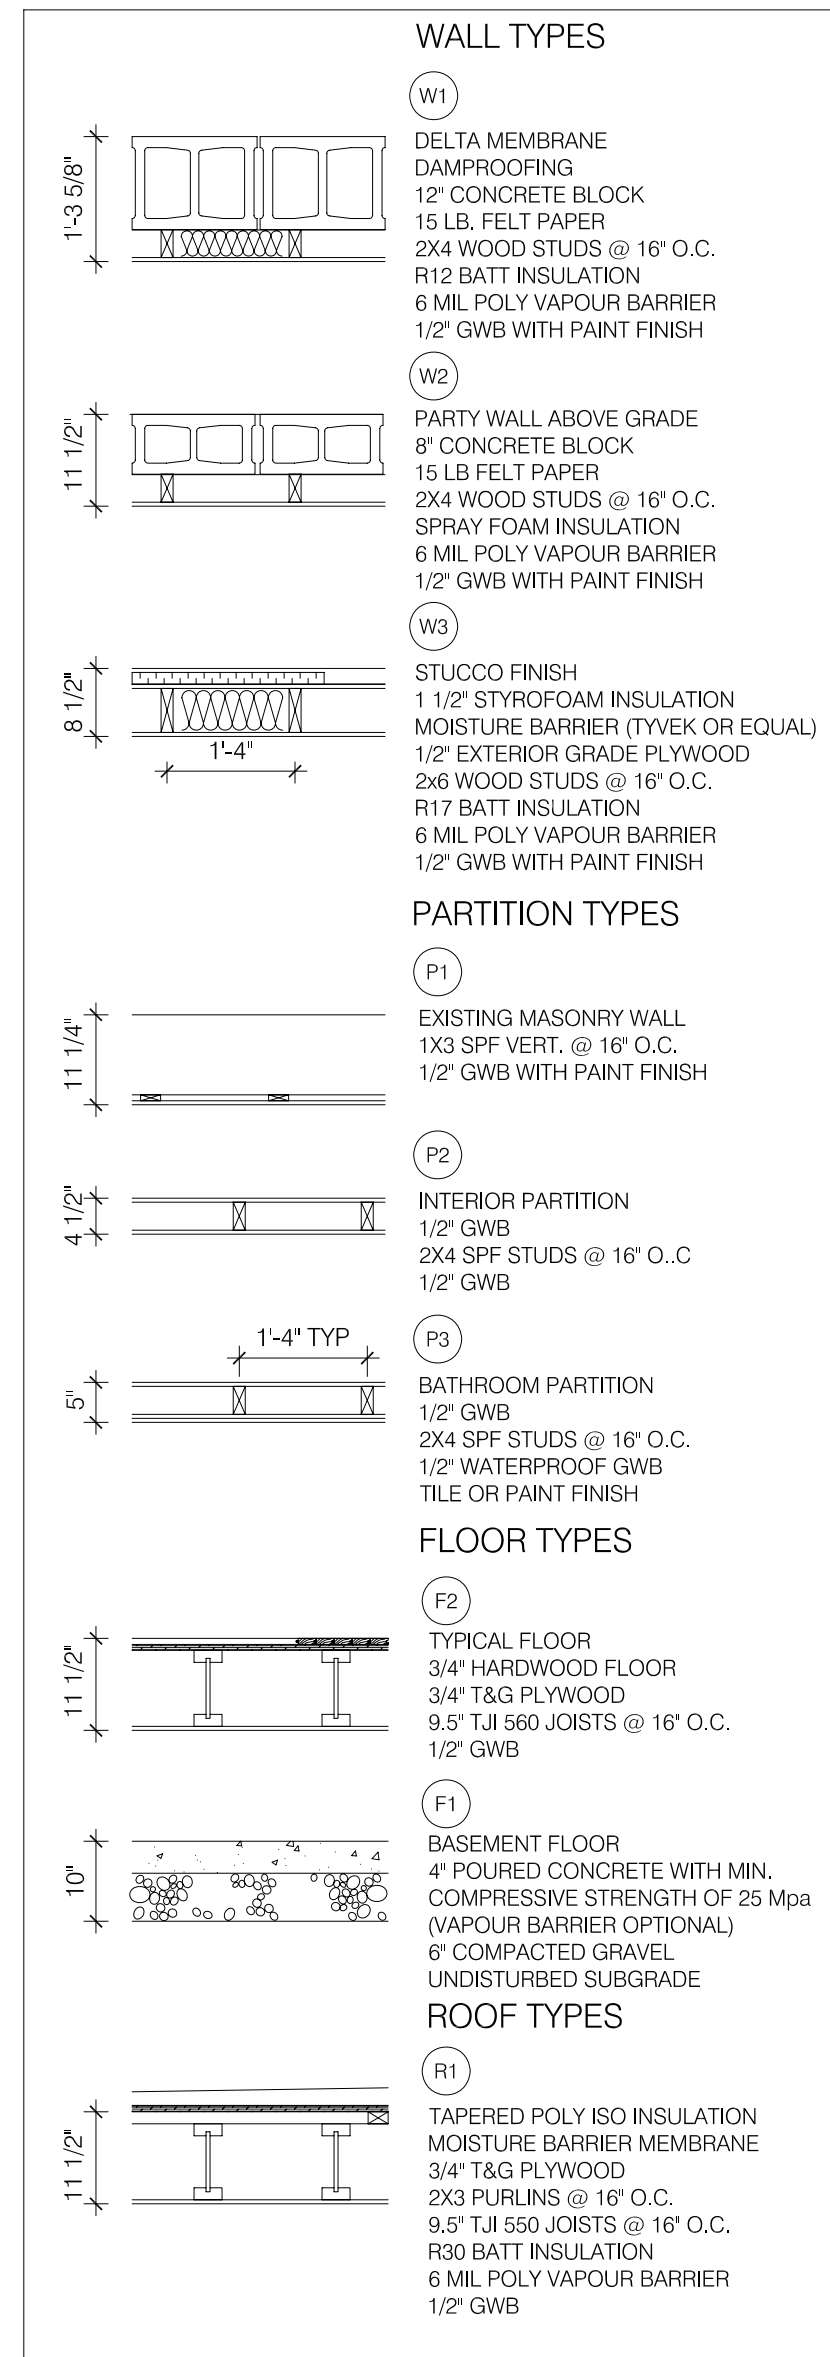 WALL TYPES
W1
1'-3 5/8"
DELTA MEMBRANE
DAMPROOFING
12" CONCRETE BLOCK
15 LB. FELT PAPER
2X4 WOOD STUDS @ 16" O.C.
R12 BATT INSULATION
6 MIL POLY VAPOUR BARRIER
1/2" GWB WITH PAINT FINISH
W2
11 1/2"
PARTY WALL ABOVE GRADE
8" CONCRETE BLOCK
15 LB FELT PAPER
2X4 WOOD STUDS @ 16" O.C.
SPRAY FOAM INSULATION
6 MIL POLY VAPOUR BARRIER
1/2" GWB WITH PAINT FINISH
W3
8 1/2"
1'-4"
STUCCO FINISH
1 1/2" STYROFOAM INSULATION
MOISTURE BARRIER (TYVEK OR EQUAL)
1/2" EXTERIOR GRADE PLYWOOD
2x6 WOOD STUDS @ 16" O.C.
R17 BATT INSULATION
6 MIL POLY VAPOUR BARRIER
1/2" GWB WITH PAINT FINISH
PARTITION TYPES
P1
11 1/4"
EXISTING MASONRY WALL
1X3 SPF VERT. @ 16" O.C.
1/2" GWB WITH PAINT FINISH
P2
4 1/2"
INTERIOR PARTITION
1/2" GWB
2X4 SPF STUDS @ 16" O..C
1/2" GWB
P3
1'-4" TYP
5"
BATHROOM PARTITION
1/2" GWB
2X4 SPF STUDS @ 16" O.C.
1/2" WATERPROOF GWB
TILE OR PAINT FINISH
FLOOR TYPES
F2
11 1/2"
TYPICAL FLOOR
3/4" HARDWOOD FLOOR
3/4" T&G PLYWOOD
9.5" TJI 560 JOISTS @ 16" O.C.
1/2" GWB
F1
10"
BASEMENT FLOOR
4" POURED CONCRETE WITH MIN.
COMPRESSIVE STRENGTH OF 25 Mpa
(VAPOUR BARRIER OPTIONAL)
6" COMPACTED GRAVEL
UNDISTURBED SUBGRADE
ROOF TYPES
R1
11 1/2"
TAPERED POLY ISO INSULATION
MOISTURE BARRIER MEMBRANE
3/4" T&G PLYWOOD
2X3 PURLINS @ 16" O.C.
9.5" TJI 550 JOISTS @ 16" O.C.
R30 BATT INSULATION
6 MIL POLY VAPOUR BARRIER
1/2" GWB